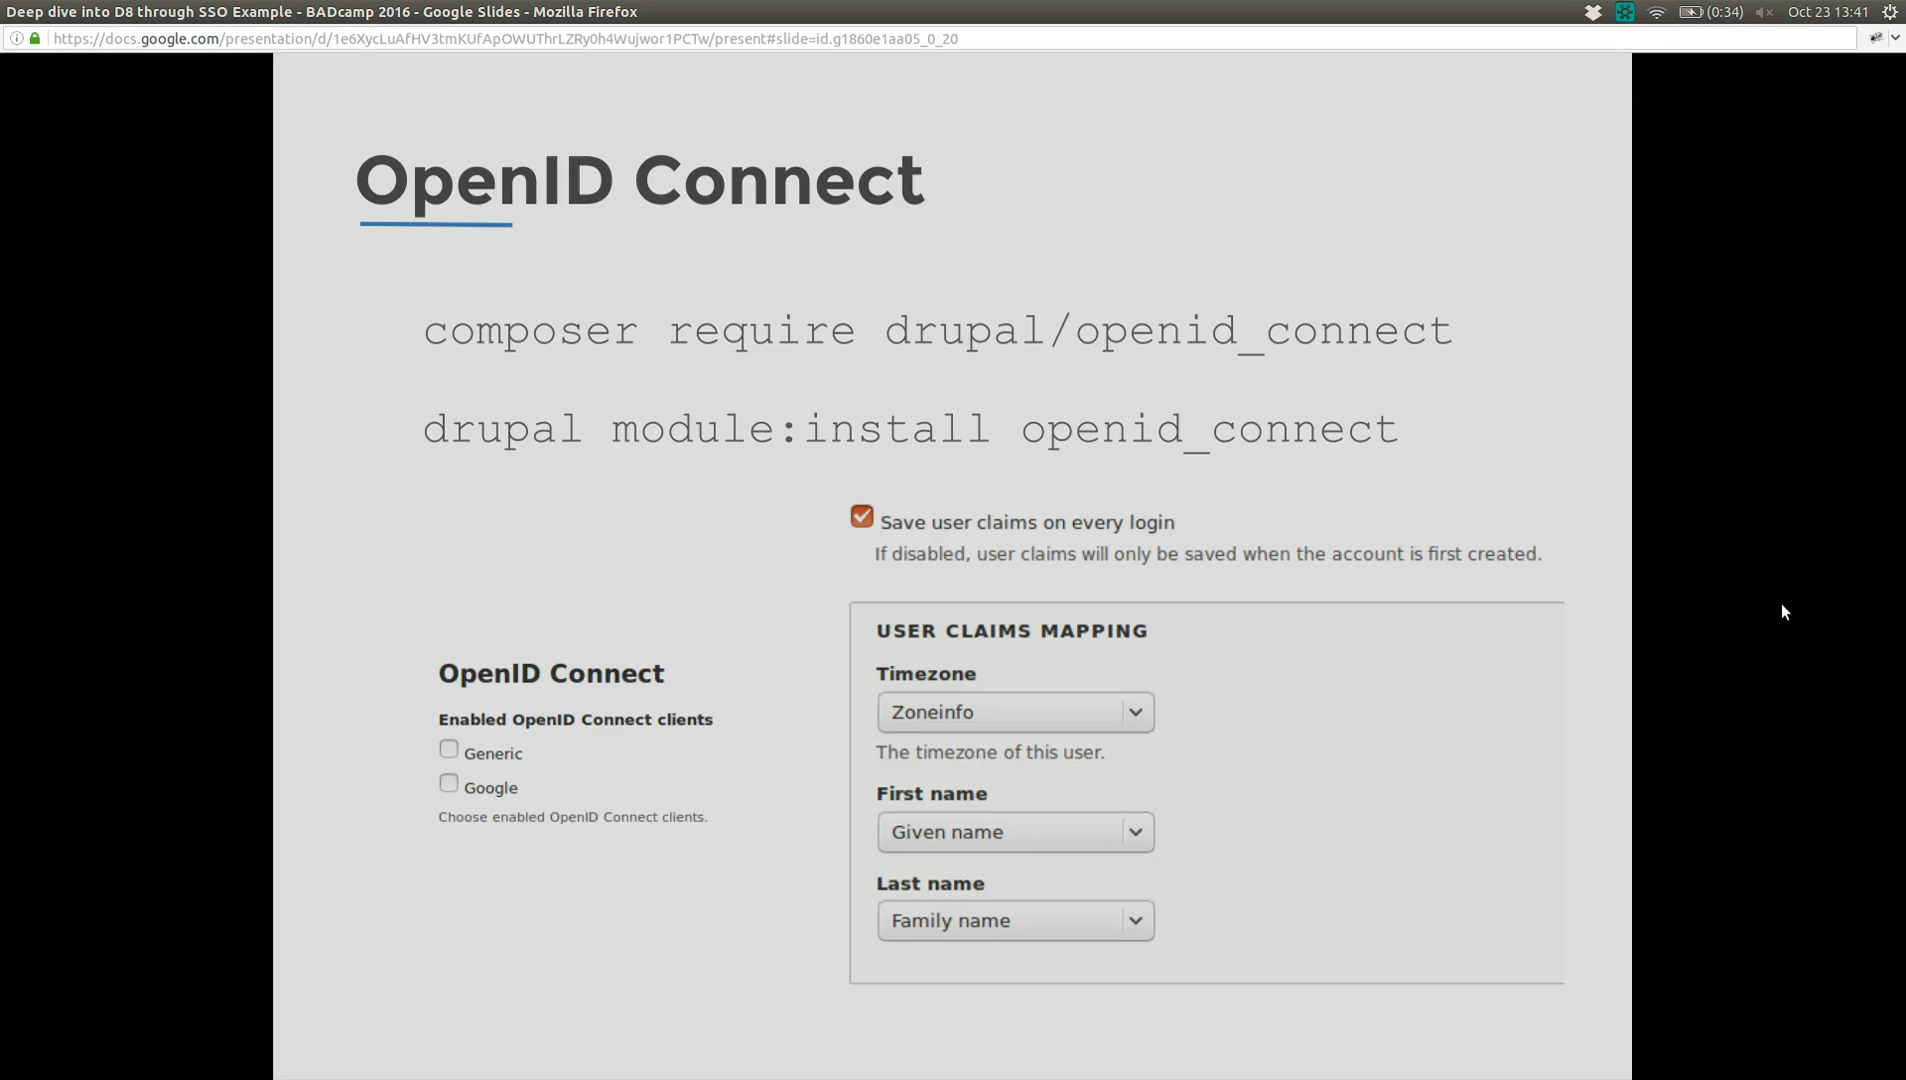 Deep dive into D8 through SSO Example - BADcamp 2016 - Google Slides - Mozilla Firefox
(0:34)
Oct 23 13:41
https://docs.google.com/presentation/d/1e6XycLuAfHV3tmKUfApOWUThrLZRy0h4Wujwor1PCTw/present#slide=id.g1860e1aa05_0_20
OpenID Connect
composer require drupal/openid_connect
drupal module:install openid_connect
Save user claims on every login
If disabled, user claims will only be saved when the account is first created.
OpenID Connect
Enabled OpenID Connect clients
Generic
Google
Choose enabled OpenID Connect clients.
USER CLAIMS MAPPING
Timezone
Zoneinfo
The timezone of this user.
First name
Given name
Last name
Family name